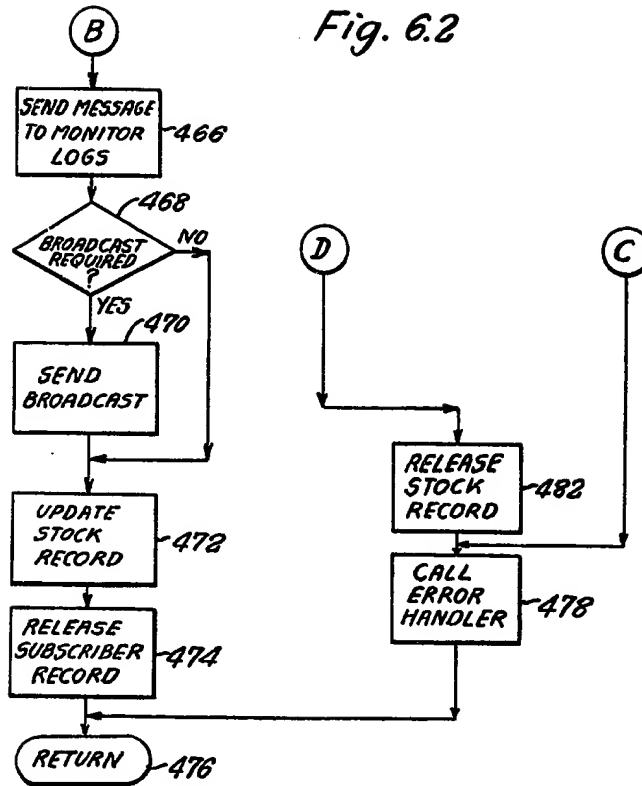 Fig. 6.2
B
SEND MESSAGE
TO MONITOR
LOGS
466
468
BROADCAST
REQUIRED
?
NO
YES
470
SEND
BROADCAST
UPDATE
STOCK
RECORD
472
RELEASE
SUBSCRIBER
RECORD
474
RETURN
476
D
C
RELEASE
STOCK
RECORD
482
CALL
ERROR
HANDLER
478